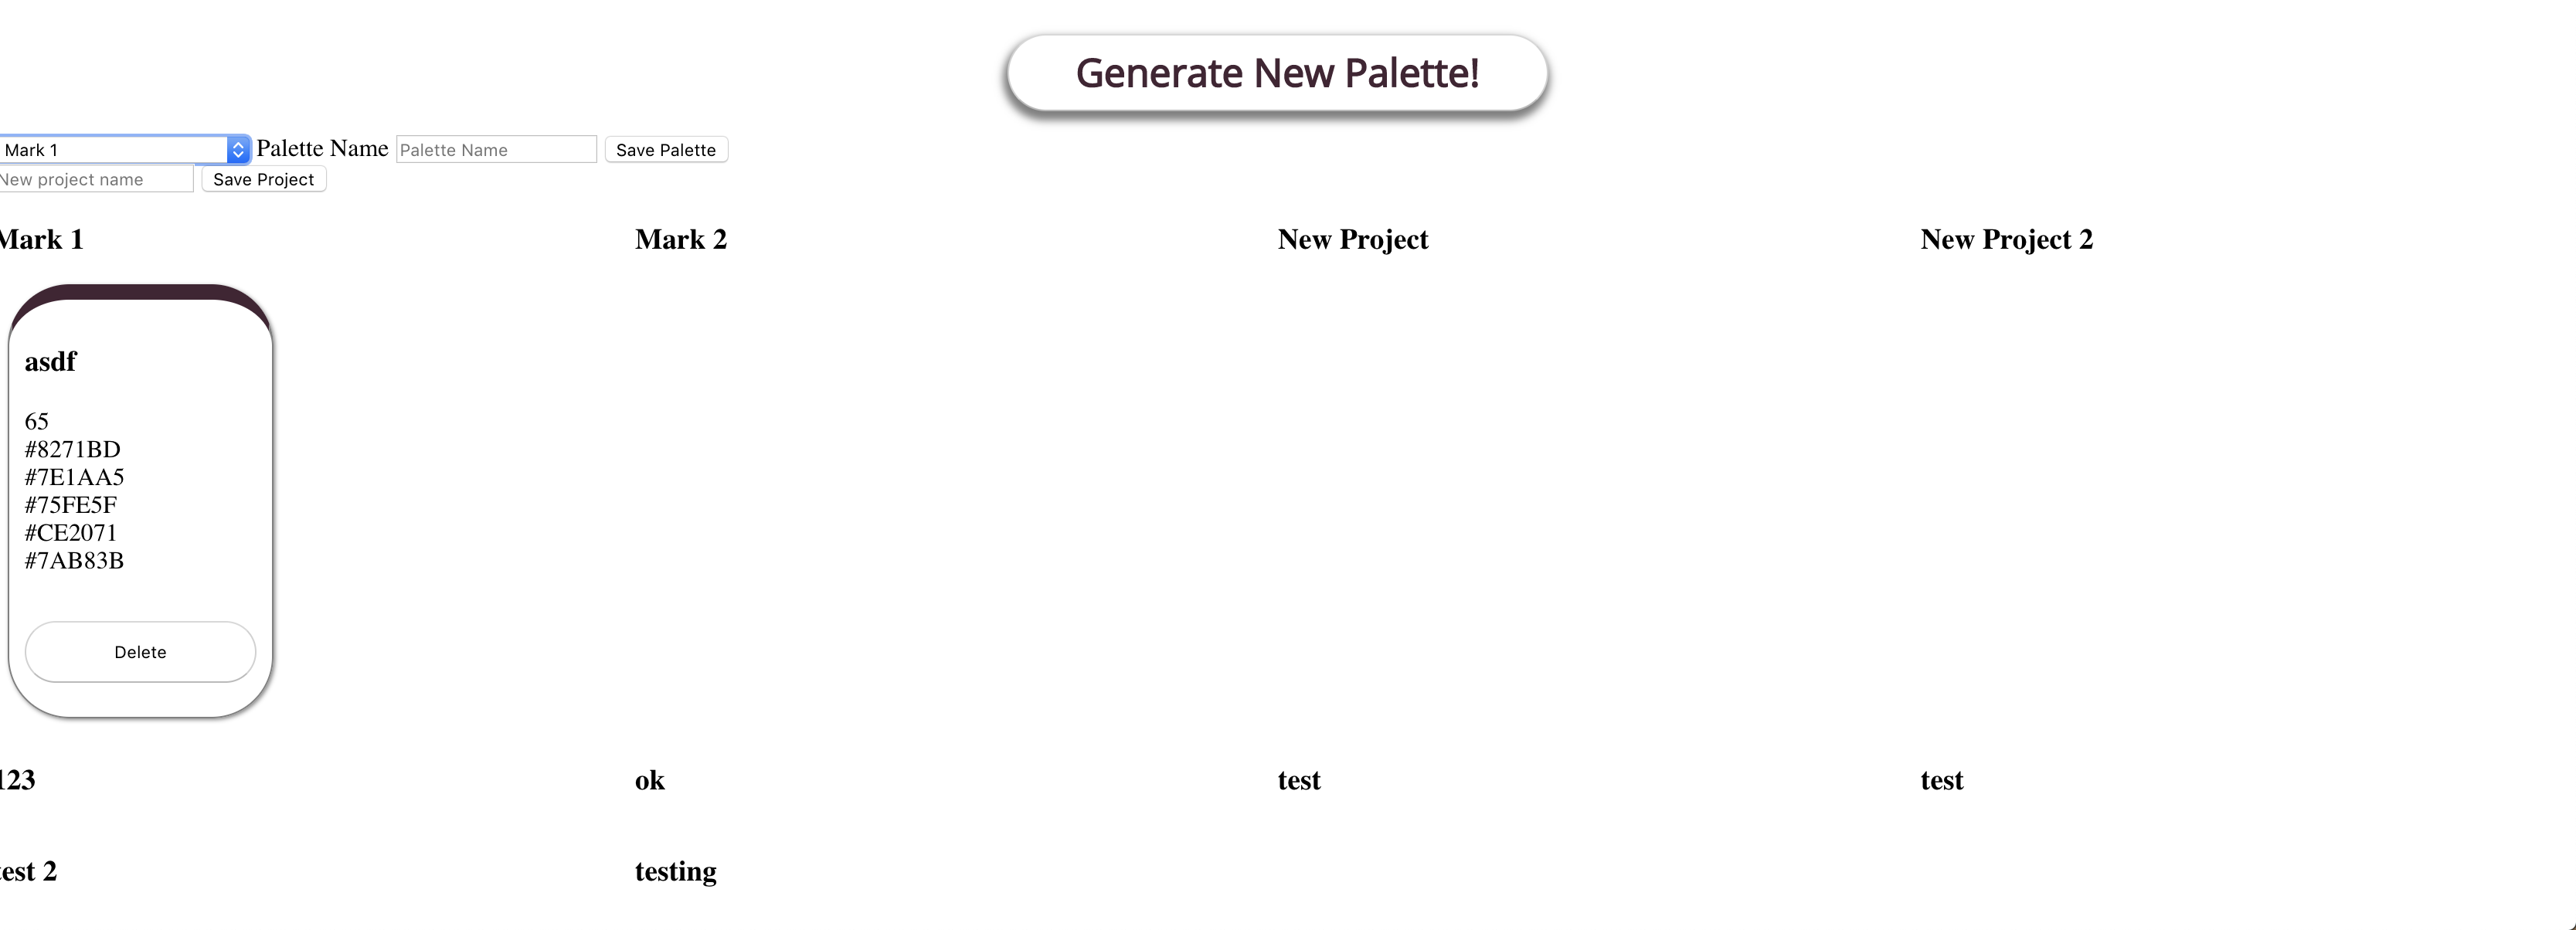 Generate New Palette!
Mark 1 Palette Name Palette Name Save Palette
New project name Save Project
Mark 1 Mark 2 New Project New Project 2
asdf
65
#8271BD
#7E1AA5
#75FE5F
#CE2071
#7AB83B
Delete
123 ok test test
test 2 testing